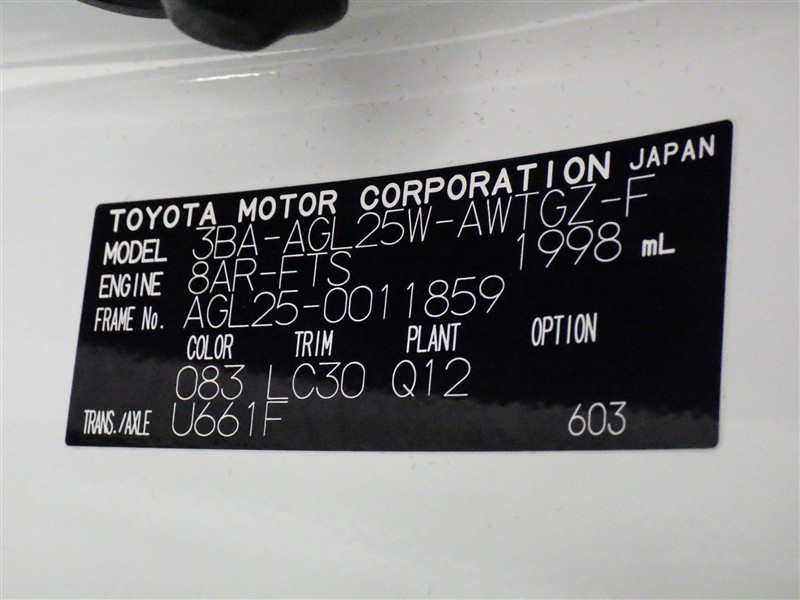 TOYOTA MOTOR CORPORATION JAPAN
MODEL 3BA-AGL25W-AWTGZ-F
ENGINE 8AR-FTS 1998 mL
FRAME No. AGL25-0011859
COLOR TRIM PLANT OPTION
083 LC30 Q12
TRANS./AXLE U661F 603